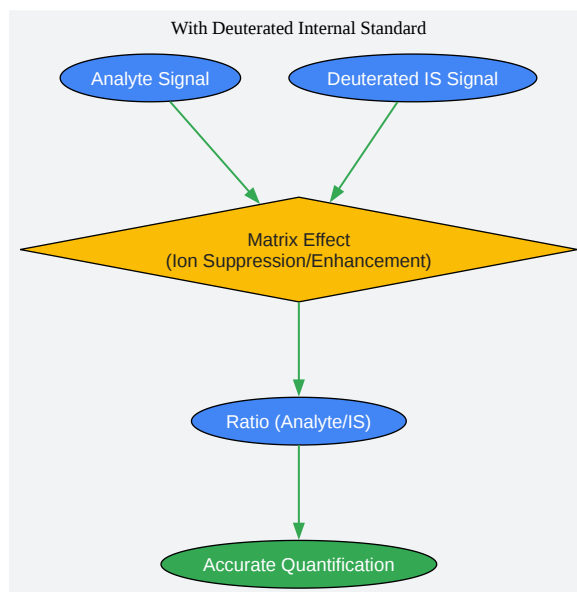 With Deuterated Internal Standard
Analyte Signal
Deuterated IS Signal
Matrix Effect
(Ion Suppression/Enhancement)
Ratio (Analyte/IS)
Accurate Quantification